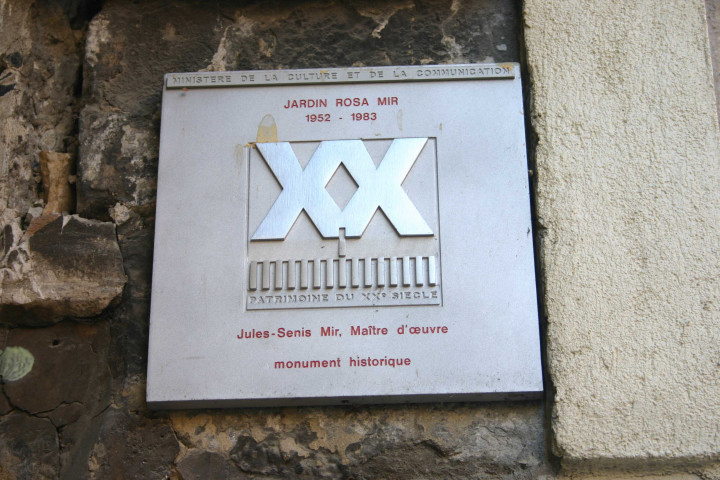 MINISTERE DE LA CULTURE ET DE LA COMMUNICATION
JARDIN ROSA MIR
1952 - 1983
XX
PATRIMOINE DU XXe SIECLE
Jules-Senis Mir, Maître d'œuvre
monument historique